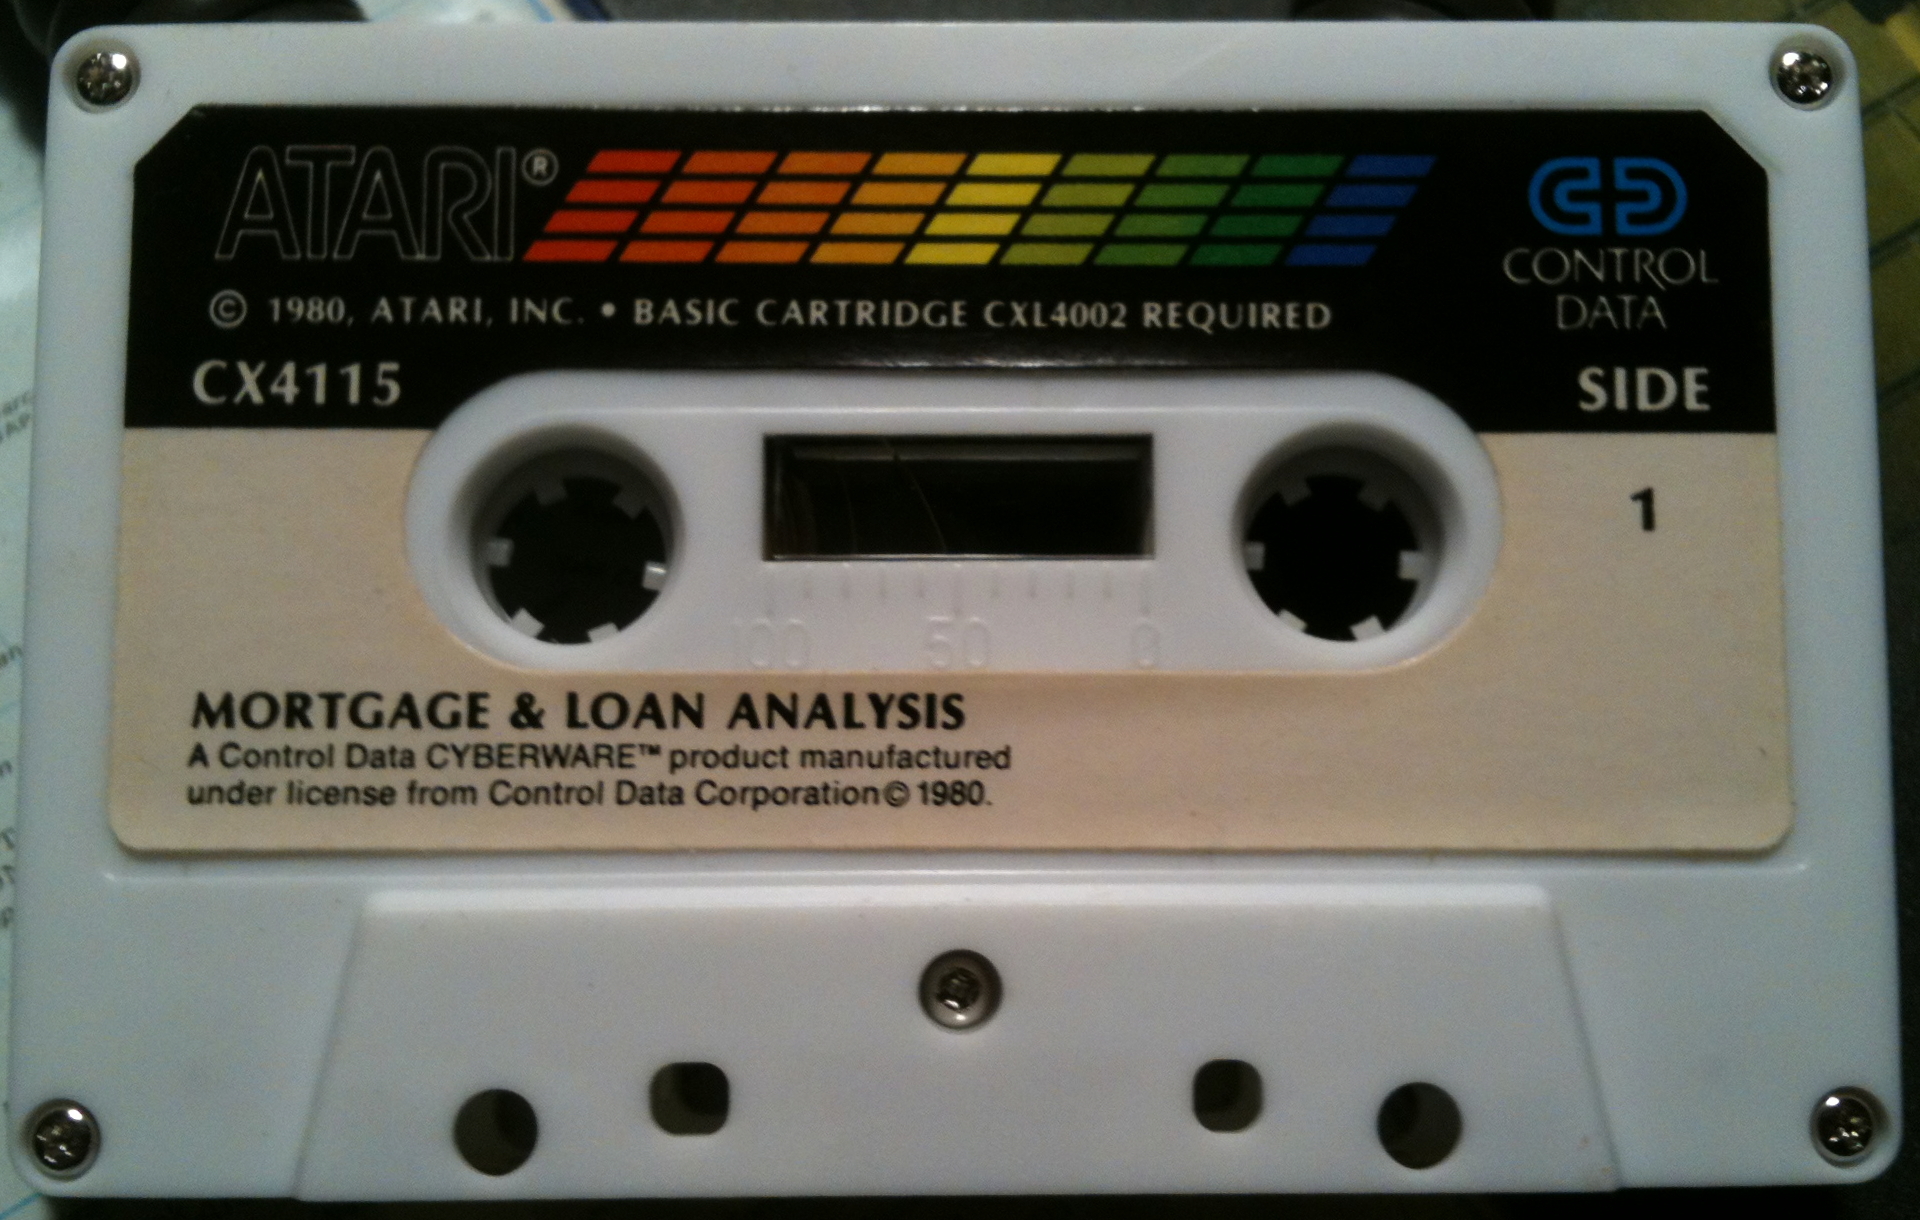 ATARI®
© 1980, ATARI, INC. • BASIC CARTRIDGE CXL4002 REQUIRED
CONTROL
DATA
CX4115
SIDE
1
100 50 0
MORTGAGE & LOAN ANALYSIS
A Control Data CYBERWARE™ product manufactured
under license from Control Data Corporation © 1980.